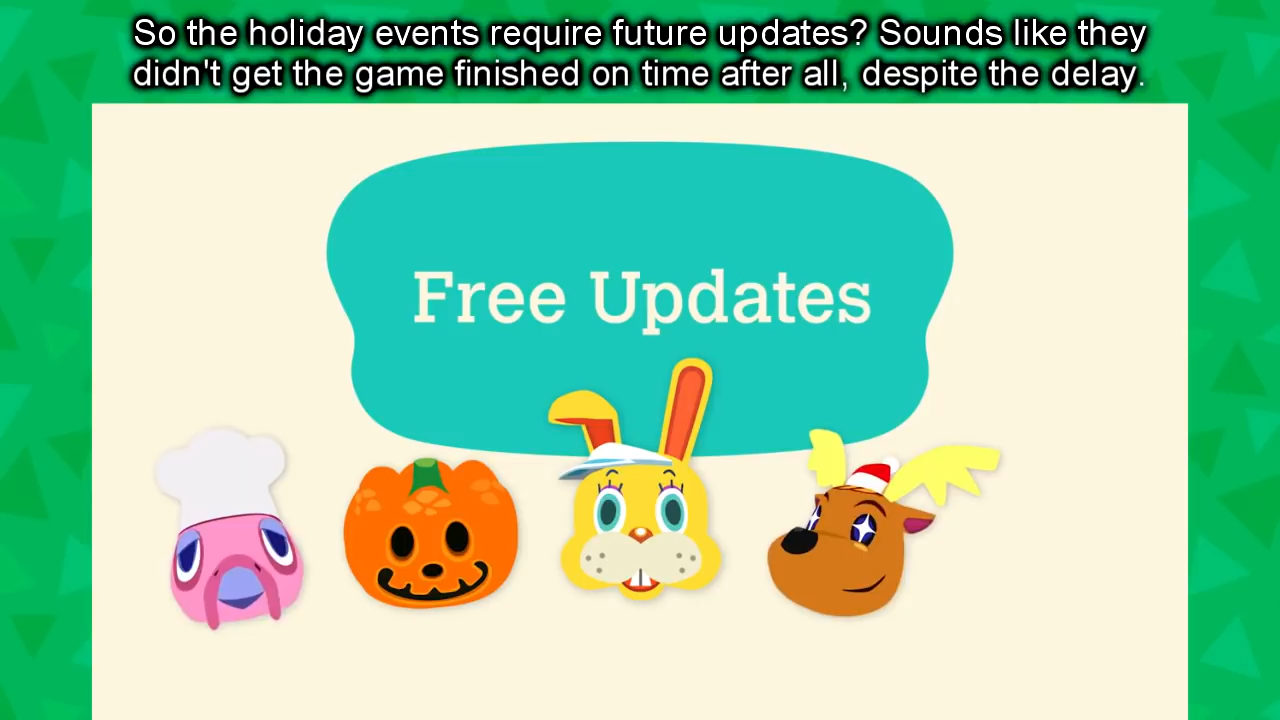 So the holiday events require future updates? Sounds like they
didn't get the game finished on time after all, despite the delay.
Free Updates